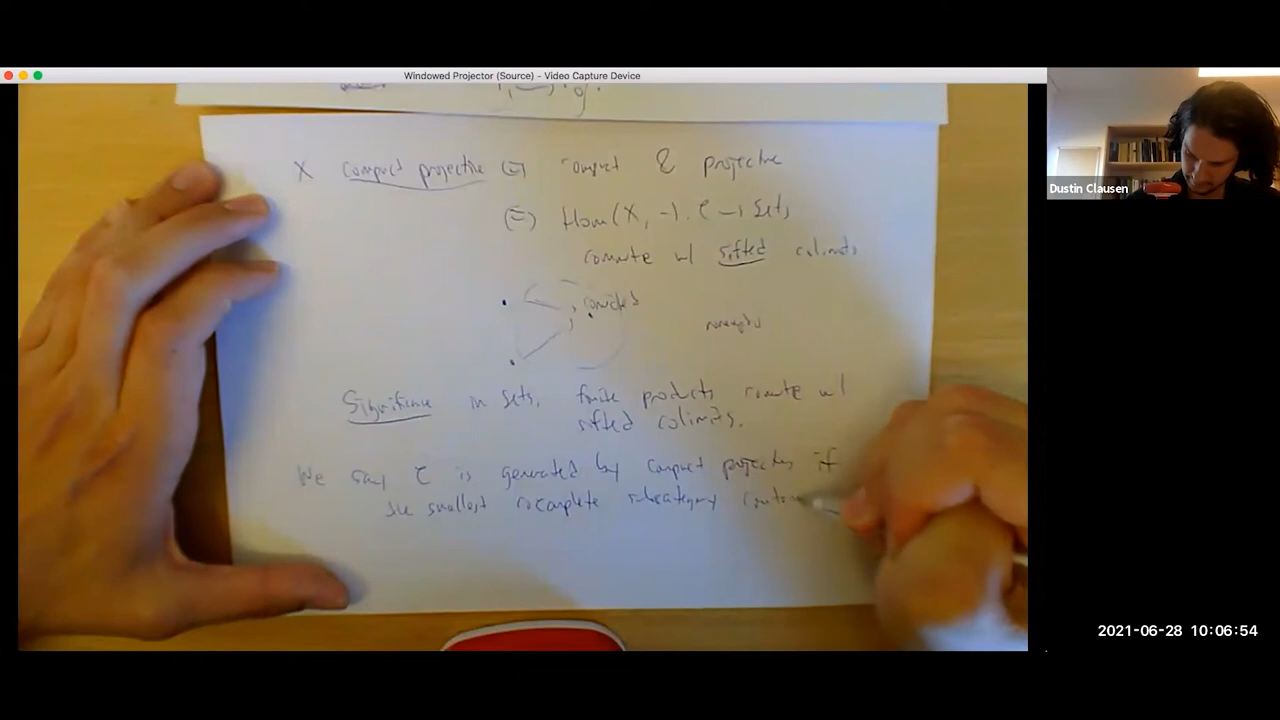 Windowed Projector (Source) - Video Capture Device
X compact projective ⇔ compact & projective
⇔ Hom(X, -): C → Sets
commute w/ sifted colimits
connected
nonempty
Significance in Sets, finite products commute w/
sifted colimits.
We say C is generated by compact projectives if
the smallest cocomplete subcategory
Dustin Clausen
2021-06-28 10:06:54